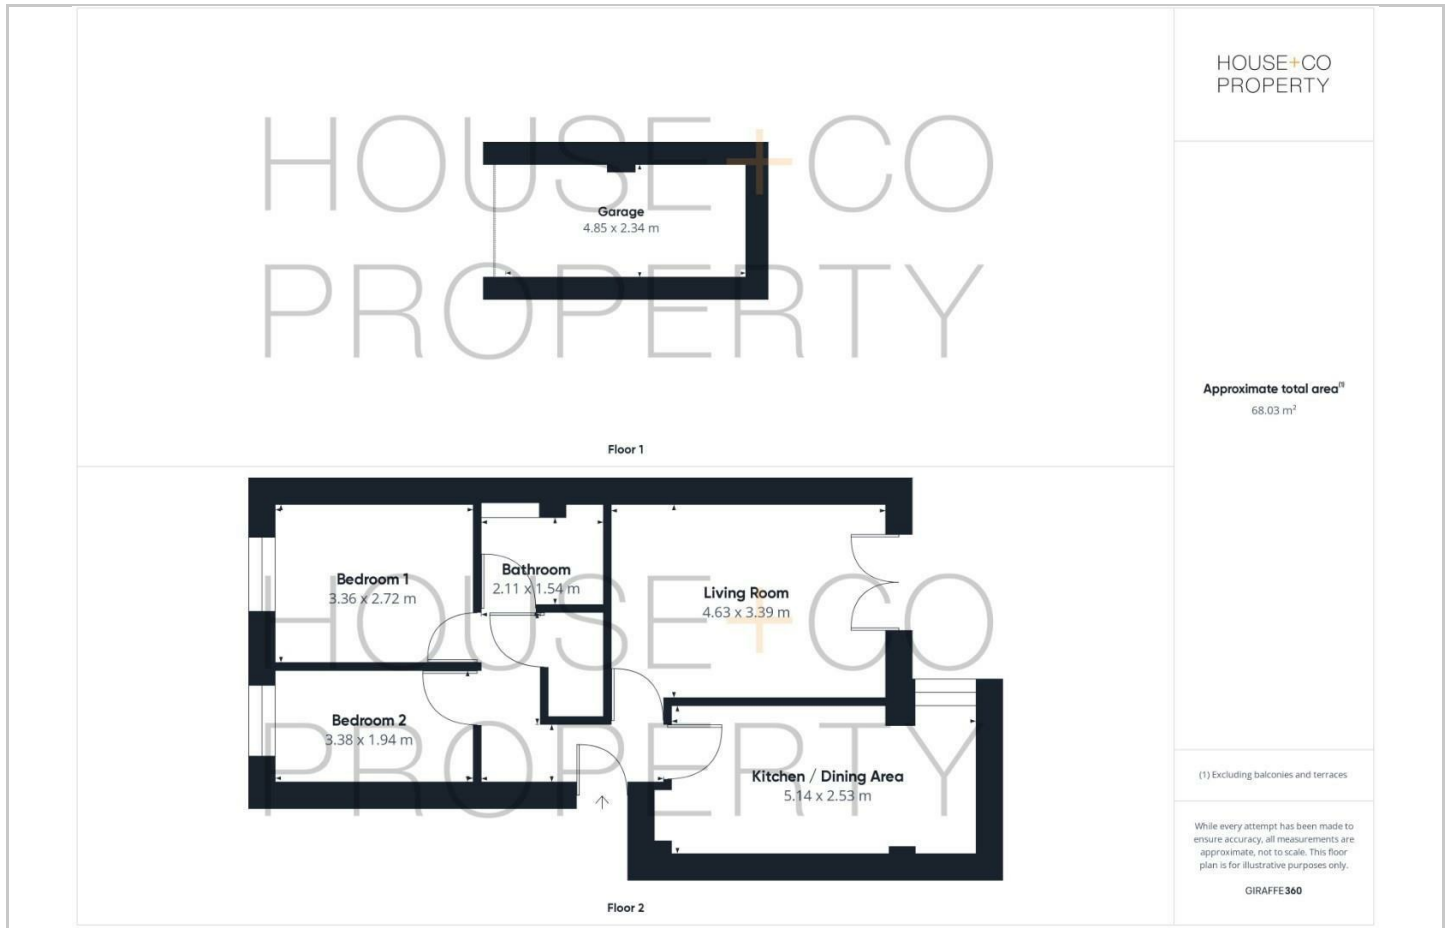 HOUSE+CO
PROPERTY
Garage
4.85 x 2.34 m
Floor 1
HOUSE+CO
PROPERTY
Approximate total area(1)
68.03 m²
Bedroom 1
3.36 x 2.72 m
Bathroom
2.11 x 1.54 m
Living Room
4.63 x 3.39 m
Bedroom 2
3.38 x 1.94 m
Kitchen / Dining Area
5.14 x 2.53 m
HOUSE+CO
PROPERTY
Floor 2
(1) Excluding balconies and terraces
While every attempt has been made to
ensure accuracy, all measurements are
approximate, not to scale. This floor
plan is for illustrative purposes only.
GIRAFFE360